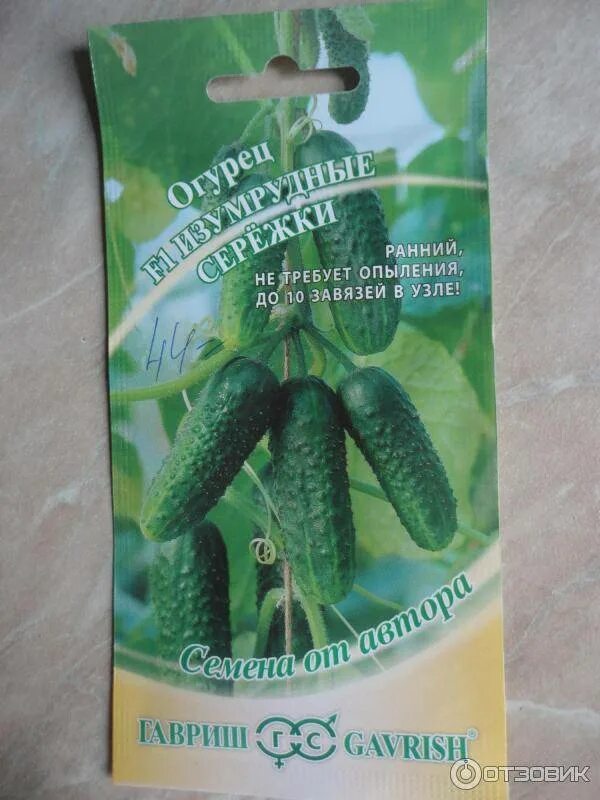 Огурец
F1 ИЗУМРУДНЫЕ
СЕРЁЖКИ
РАННИЙ,
НЕ ТРЕБУЕТ ОПЫЛЕНИЯ,
ДО 10 ЗАВЯЗЕЙ В УЗЛЕ!
44-
Семена от автора
ГАВРИШ ГС GAVRISH®
ОТЗОВИК